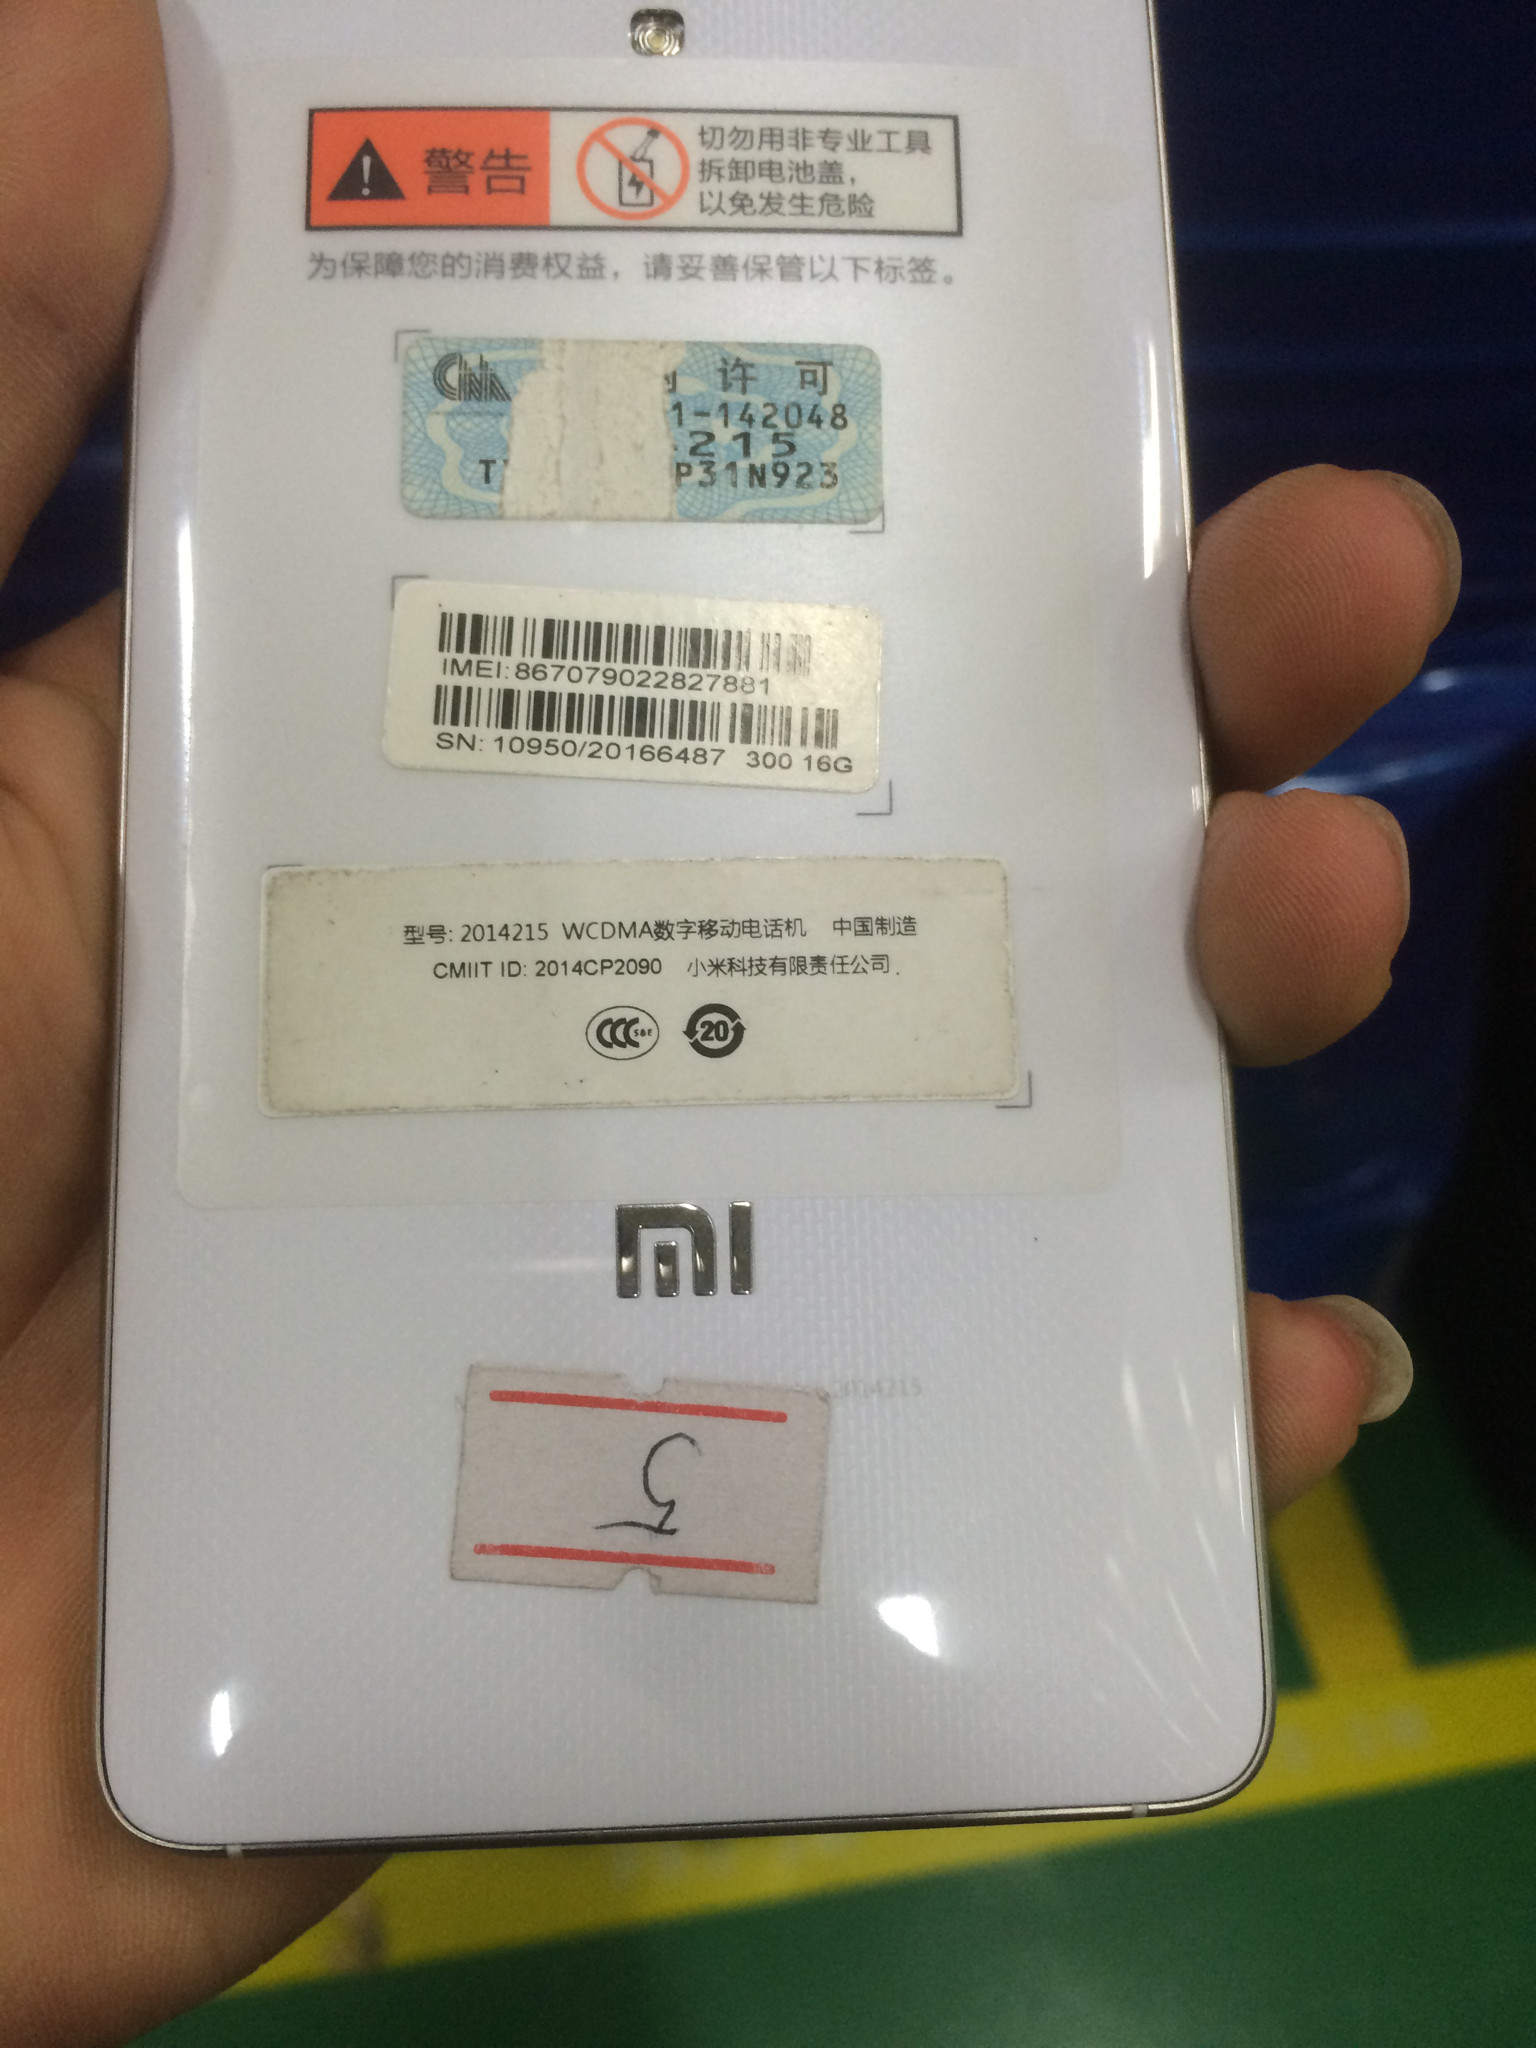 警告
切勿用非专业工具
拆卸电池盖，
以免发生危险
为保障您的消费权益，请妥善保管以下标签。
CMA
许可
1-142048
215
P31N923
IMEI:867079022827881
SN: 10950/20166487 300 16G
型号: 2014215 WCDMA数字移动电话机 中国制造
CMIIT ID: 2014CP2090 小米科技有限责任公司.
CCC S&E 20
MI
2014215
5